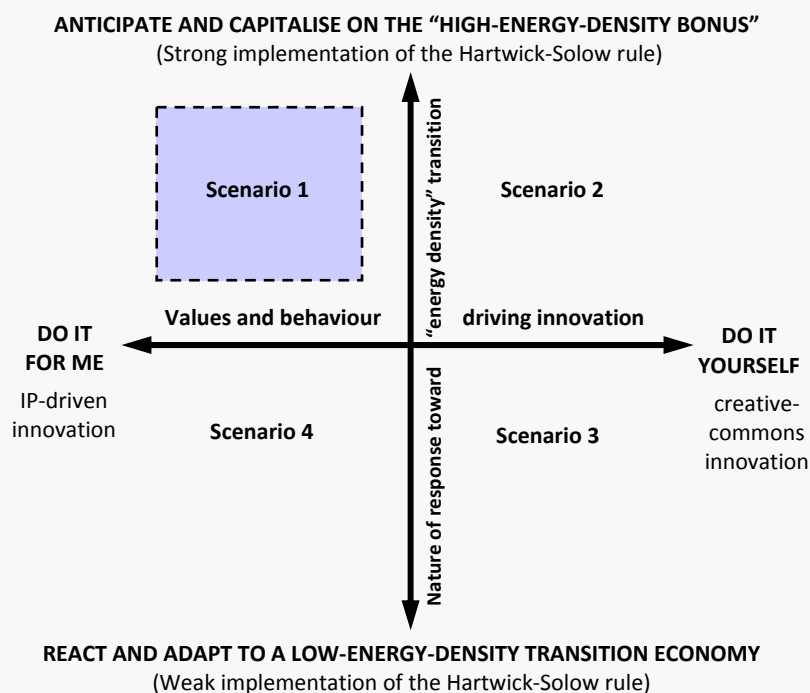 ANTICIPATE AND CAPITALISE ON THE “HIGH-ENERGY-DENSITY BONUS”
(Strong implementation of the Hartwick-Solow rule)
Scenario 1
Scenario 2
Values and behaviour
driving innovation
DO IT
FOR ME
IP-driven
innovation
DO IT
YOURSELF
creative-
commons
innovation
Nature of response toward “energy density” transition
Scenario 4
Scenario 3
REACT AND ADAPT TO A LOW-ENERGY-DENSITY TRANSITION ECONOMY
(Weak implementation of the Hartwick-Solow rule)